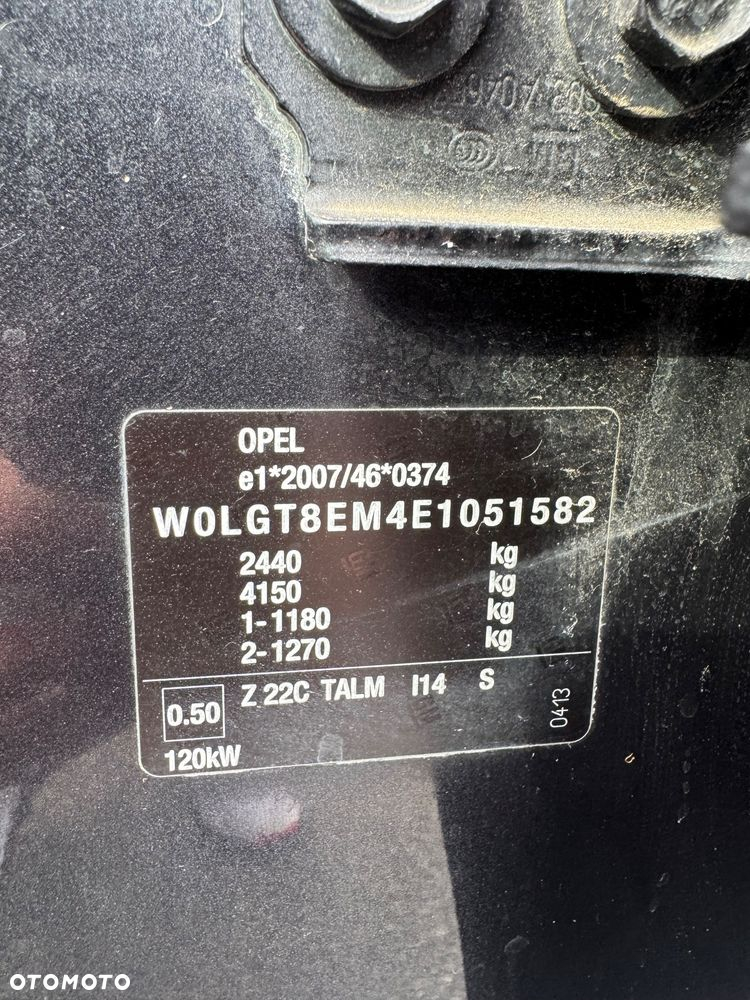 OPEL
e1*2007/46*0374
W0LGT8EM4E1051582
2440 kg
4150 kg
1-1180 kg
2-1270 kg
0.50 Z 22C TALM I14 S
0413
120kW
OTOMOTO